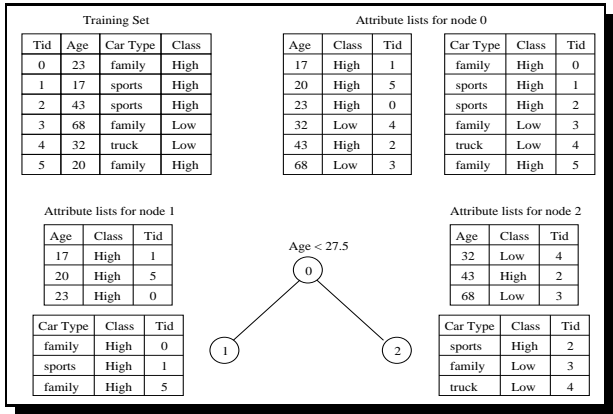 Training Set
Tid Age Car Type Class
0 23 family High
1 17 sports High
2 43 sports High
3 68 family Low
4 32 truck Low
5 20 family High
Attribute lists for node 0
Age Class Tid
17 High 1
20 High 5
23 High 0
32 Low 4
43 High 2
68 Low 3
Car Type Class Tid
family High 0
sports High 1
sports High 2
family Low 3
truck Low 4
family High 5
Attribute lists for node 1
Age Class Tid
17 High 1
20 High 5
23 High 0
Car Type Class Tid
family High 0
sports High 1
family High 5
Age < 27.5
0
1
2
Attribute lists for node 2
Age Class Tid
32 Low 4
43 High 2
68 Low 3
Car Type Class Tid
sports High 2
family Low 3
truck Low 4